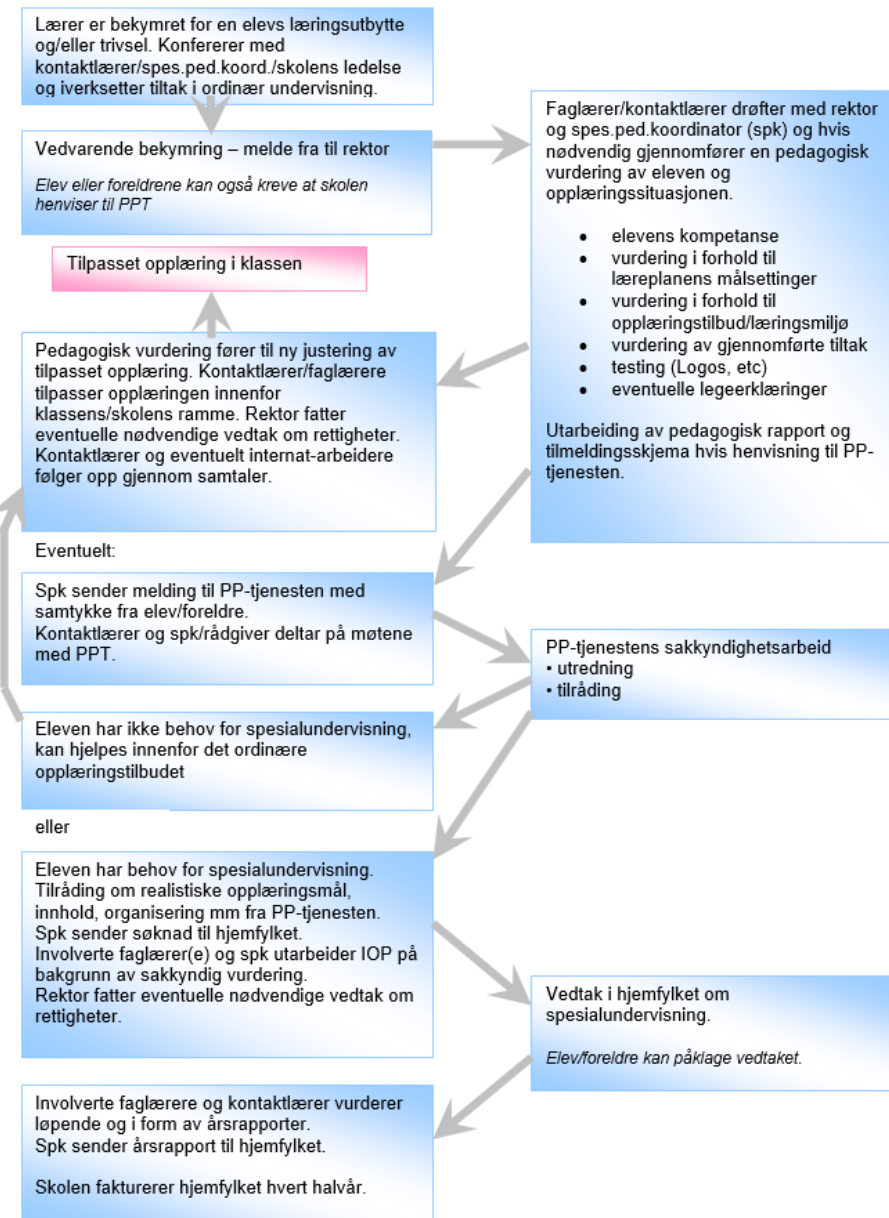 Lærer er bekymret for en elevs læringsutbytte
og/eller trivsel. Konfererer med
kontaktlærer/spes.ped.koord./skolens ledelse
og iverksetter tiltak i ordinær undervisning.
Vedvarende bekymring – melde fra til rektor
Elev eller foreldrene kan også kreve at skolen
henviser til PPT
Faglærer/kontaktlærer drøfter med rektor
og spes.ped.koordinator (spk) og hvis
nødvendig gjennomfører en pedagogisk
vurdering av eleven og
opplæringssituasjonen.
• elevens kompetanse
• vurdering i forhold til
læreplanens målsettinger
• vurdering i forhold til
opplæringstilbud/læringsmiljø
• vurdering av gjennomførte tiltak
• testing (Logos, etc)
• eventuelle legeerklæringer
Utarbeiding av pedagogisk rapport og
tilmeldingsskjema hvis henvisning til PP-
tjenesten.
Tilpasset opplæring i klassen
Pedagogisk vurdering fører til ny justering av
tilpasset opplæring. Kontaktlærer/faglærere
tilpasser opplæringen innenfor
klassens/skolens ramme. Rektor fatter
eventuelle nødvendige vedtak om rettigheter.
Kontaktlærer og eventuelt internat-arbeidere
følger opp gjennom samtaler.
Eventuelt:
Spk sender melding til PP-tjenesten med
samtykke fra elev/foreldre.
Kontaktlærer og spk/rådgiver deltar på møtene
med PPT.
PP-tjenestens sakkyndighetsarbeid
• utredning
• tilråding
Eleven har ikke behov for spesialundervisning,
kan hjelpes innenfor det ordinære
opplæringstilbudet
eller
Eleven har behov for spesialundervisning.
Tilråding om realistiske opplæringsmål,
innhold, organisering mm fra PP-tjenesten.
Spk sender søknad til hjemfylket.
Involverte faglærer(e) og spk utarbeider IOP på
bakgrunn av sakkyndig vurdering.
Rektor fatter eventuelle nødvendige vedtak om
rettigheter.
Vedtak i hjemfylket om
spesialundervisning.
Elev/foreldre kan påklage vedtaket.
Involverte faglærere og kontaktlærer vurderer
løpende og i form av årsrapporter.
Spk sender årsrapport til hjemfylket.
Skolen fakturerer hjemfylket hvert halvår.